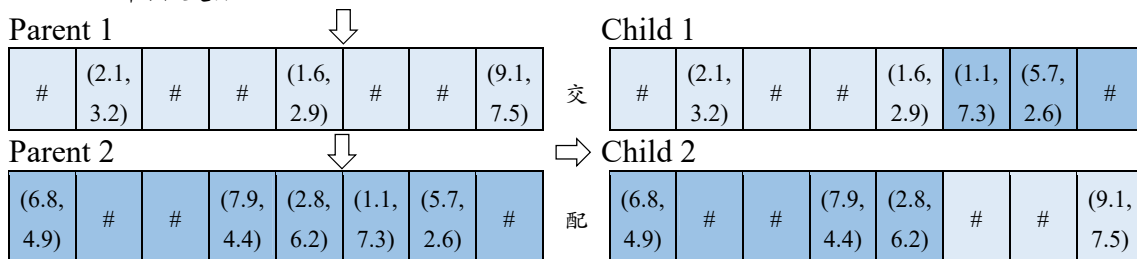 Parent 1
Child 1
# (2.1, 3.2) # # (1.6, 2.9) # # (9.1, 7.5)
交
# (2.1, 3.2) # # (1.6, 2.9) (1.1, 7.3) (5.7, 2.6) #
Parent 2
Child 2
(6.8, 4.9) # # (7.9, 4.4) (2.8, 6.2) (1.1, 7.3) (5.7, 2.6) #
配
(6.8, 4.9) # # (7.9, 4.4) (2.8, 6.2) # # (9.1, 7.5)